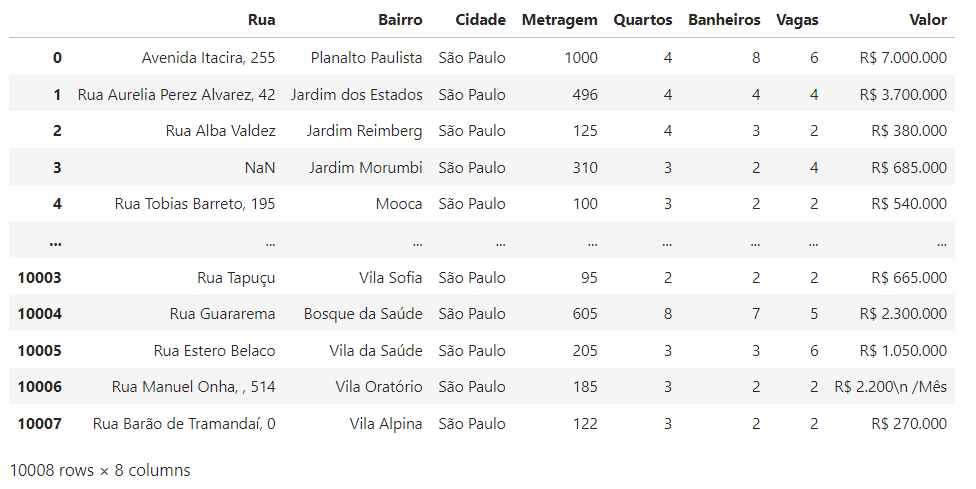 Rua Bairro Cidade Metragem Quartos Banheiros Vagas Valor
0 Avenida Itacira, 255 Planalto Paulista São Paulo 1000 4 8 6 R$ 7.000.000
1 Rua Aurelia Perez Alvarez, 42 Jardim dos Estados São Paulo 496 4 4 4 R$ 3.700.000
2 Rua Alba Valdez Jardim Reimberg São Paulo 125 4 3 2 R$ 380.000
3 NaN Jardim Morumbi São Paulo 310 3 2 4 R$ 685.000
4 Rua Tobias Barreto, 195 Mooca São Paulo 100 3 2 2 R$ 540.000
... ... ... ... ... ... ... ... ...
10003 Rua Tapuçu Vila Sofia São Paulo 95 2 2 2 R$ 665.000
10004 Rua Guararema Bosque da Saúde São Paulo 605 8 7 5 R$ 2.300.000
10005 Rua Estero Belaco Vila da Saúde São Paulo 205 3 3 6 R$ 1.050.000
10006 Rua Manuel Onha, , 514 Vila Oratório São Paulo 185 3 2 2 R$ 2.200\n /Mês
10007 Rua Barão de Tramandaí, 0 Vila Alpina São Paulo 122 3 2 2 R$ 270.000
10008 rows × 8 columns